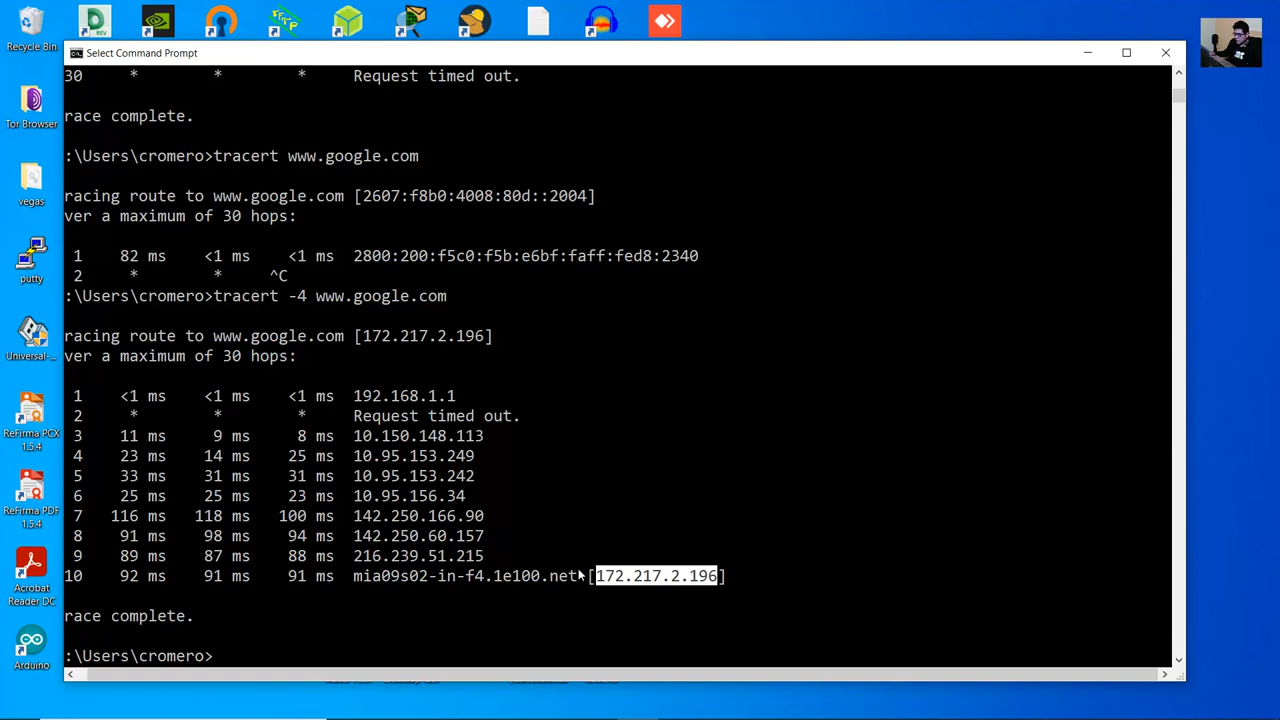 Recycle Bin
Tor Browser
vegas
putty
Universal-...
ReFirma PCX
1.5.4
ReFirma PDF
1.5.4
Acrobat
Reader DC
Arduino
Select Command Prompt
30 * * * Request timed out.
race complete.
:\Users\cromero>tracert www.google.com
racing route to www.google.com [2607:f8b0:4008:80d::2004]
ver a maximum of 30 hops:
1 82 ms <1 ms <1 ms 2800:200:f5c0:f5b:e6bf:faff:fed8:2340
2 * * ^C
:\Users\cromero>tracert -4 www.google.com
racing route to www.google.com [172.217.2.196]
ver a maximum of 30 hops:
1 <1 ms <1 ms <1 ms 192.168.1.1
2 * * * Request timed out.
3 11 ms 9 ms 8 ms 10.150.148.113
4 23 ms 14 ms 25 ms 10.95.153.249
5 33 ms 31 ms 31 ms 10.95.153.242
6 25 ms 25 ms 23 ms 10.95.156.34
7 116 ms 118 ms 100 ms 142.250.166.90
8 91 ms 98 ms 94 ms 142.250.60.157
9 89 ms 87 ms 88 ms 216.239.51.215
10 92 ms 91 ms 91 ms mia09s02-in-f4.1e100.net [172.217.2.196]
race complete.
:\Users\cromero>